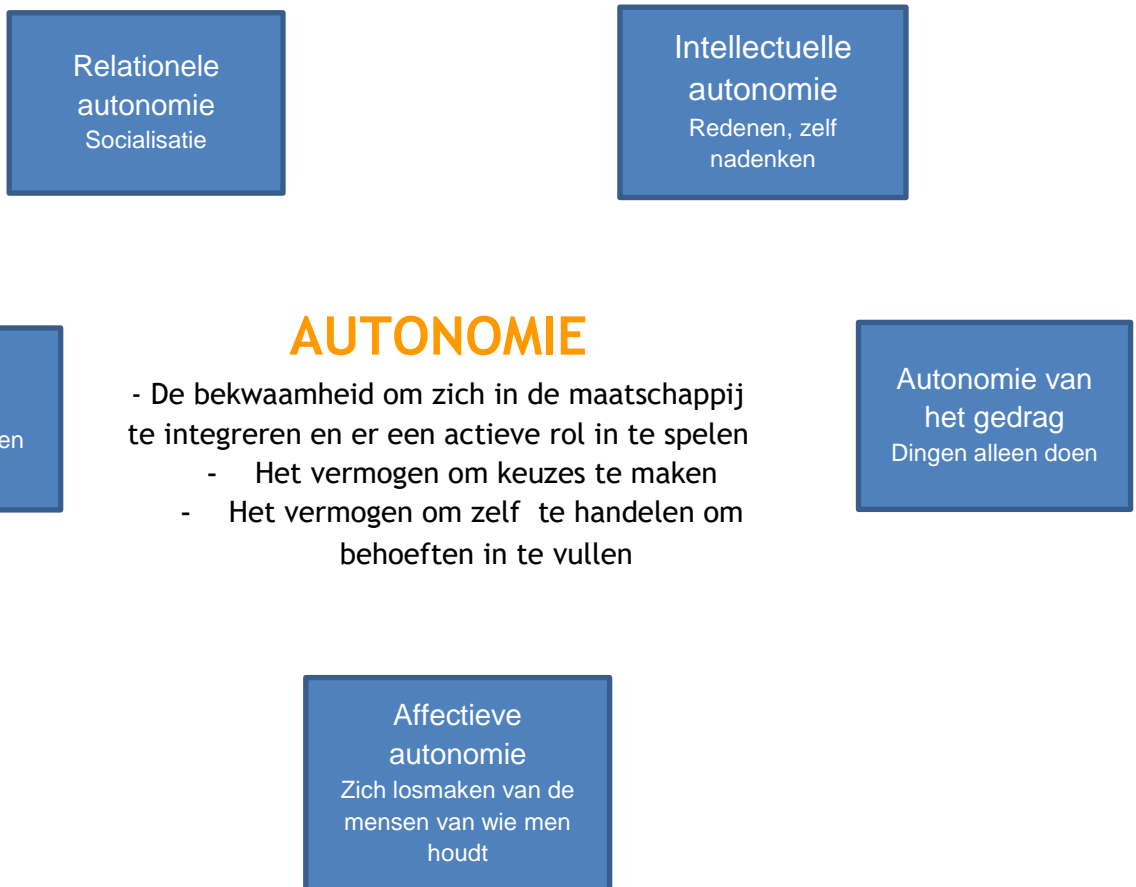 Relationele
autonomie
Socialisatie
Intellectuelle
autonomie
Redenen, zelf
nadenken
AUTONOMIE
- De bekwaamheid om zich in de maatschappij
te integreren en er een actieve rol in te spelen
- Het vermogen om keuzes te maken
- Het vermogen om zelf te handelen om
behoeften in te vullen
Autonomie van
het gedrag
Dingen alleen doen
Affectieve
autonomie
Zich losmaken van de
mensen van wie men
houdt